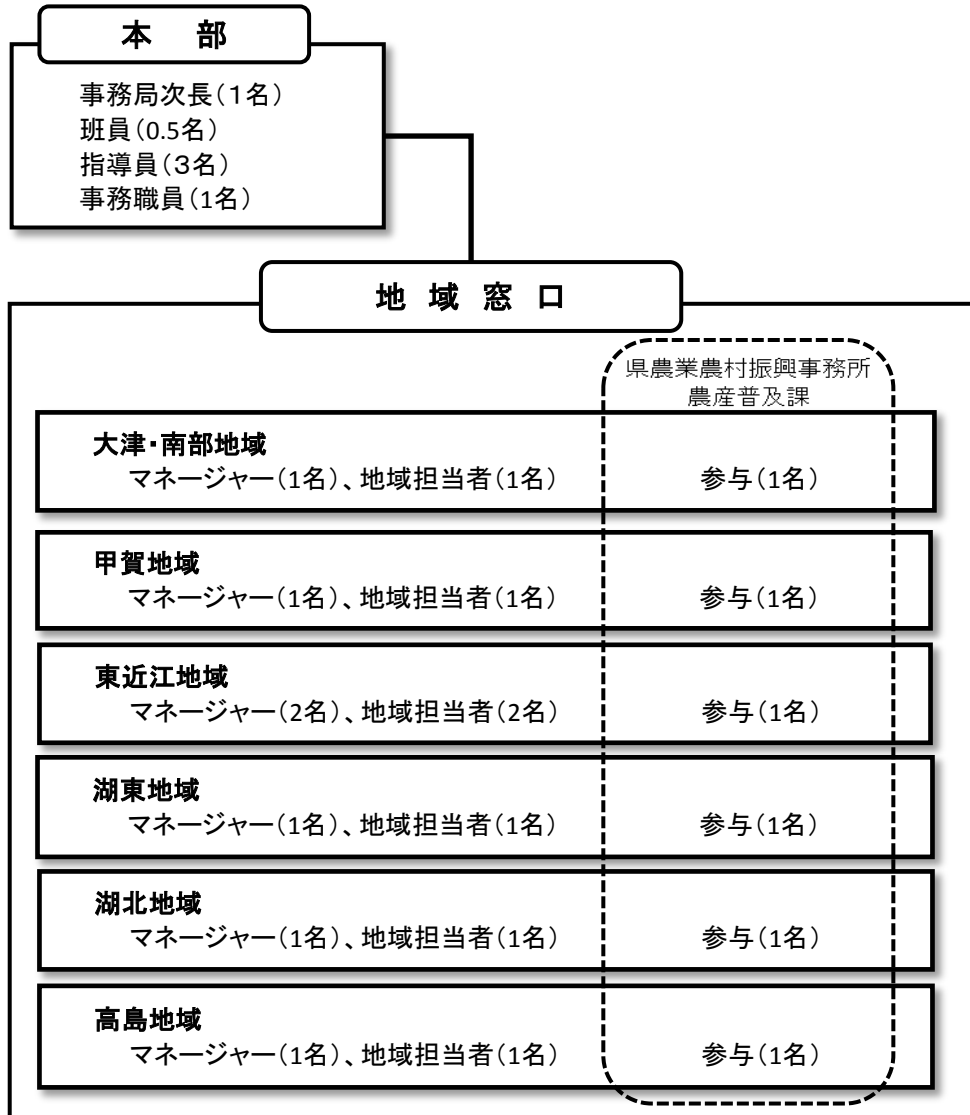 本　部
事務局次長（１名）
班員（0.5名）
指導員（３名）
事務職員（1名）
地　域　窓　口
県農業農村振興事務所
農産普及課
大津・南部地域
マネージャー（1名）、地域担当者（1名）　参与（1名）
甲賀地域
マネージャー（1名）、地域担当者（1名）　参与（1名）
東近江地域
マネージャー（2名）、地域担当者（2名）　参与（1名）
湖東地域
マネージャー（1名）、地域担当者（1名）　参与（1名）
湖北地域
マネージャー（1名）、地域担当者（1名）　参与（1名）
高島地域
マネージャー（1名）、地域担当者（1名）　参与（1名）